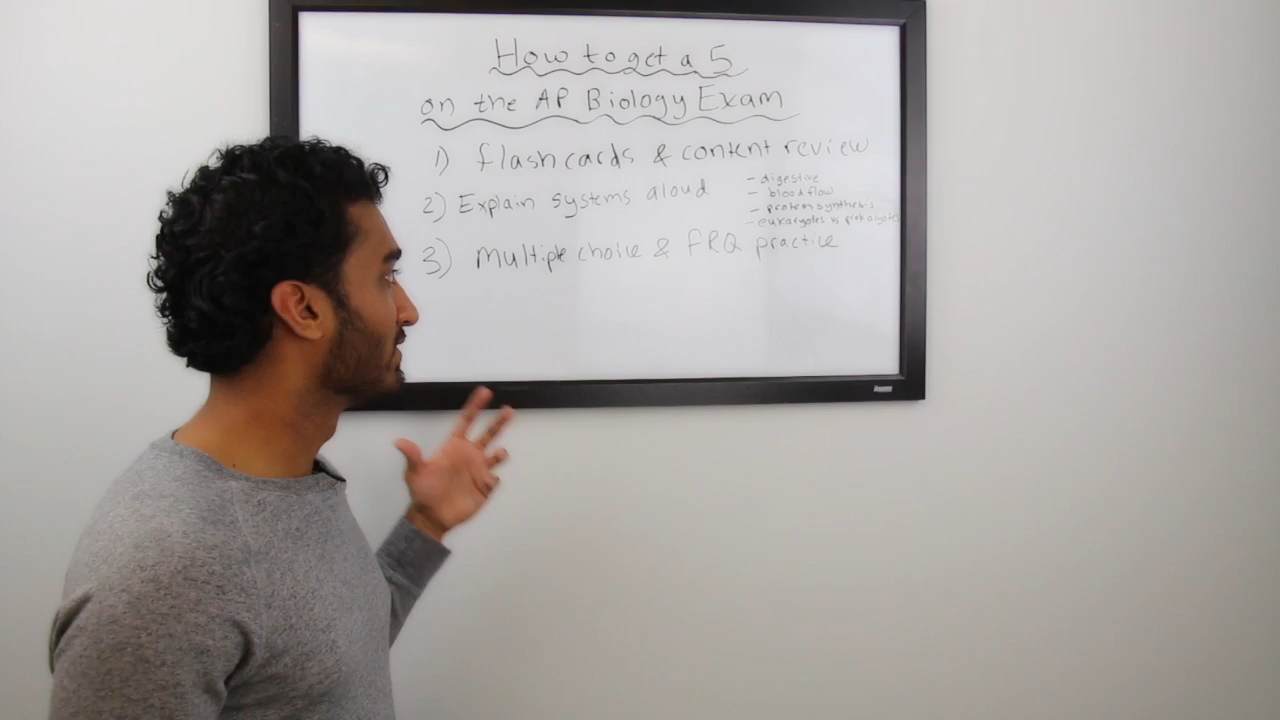 How to get a 5
on the AP Biology Exam
1) flashcards & content review
2) Explain systems aloud
- digestive
- blood flow
- protein synthesis
- eukaryotes vs prokaryotes
3) multiple choice & FRQ practice